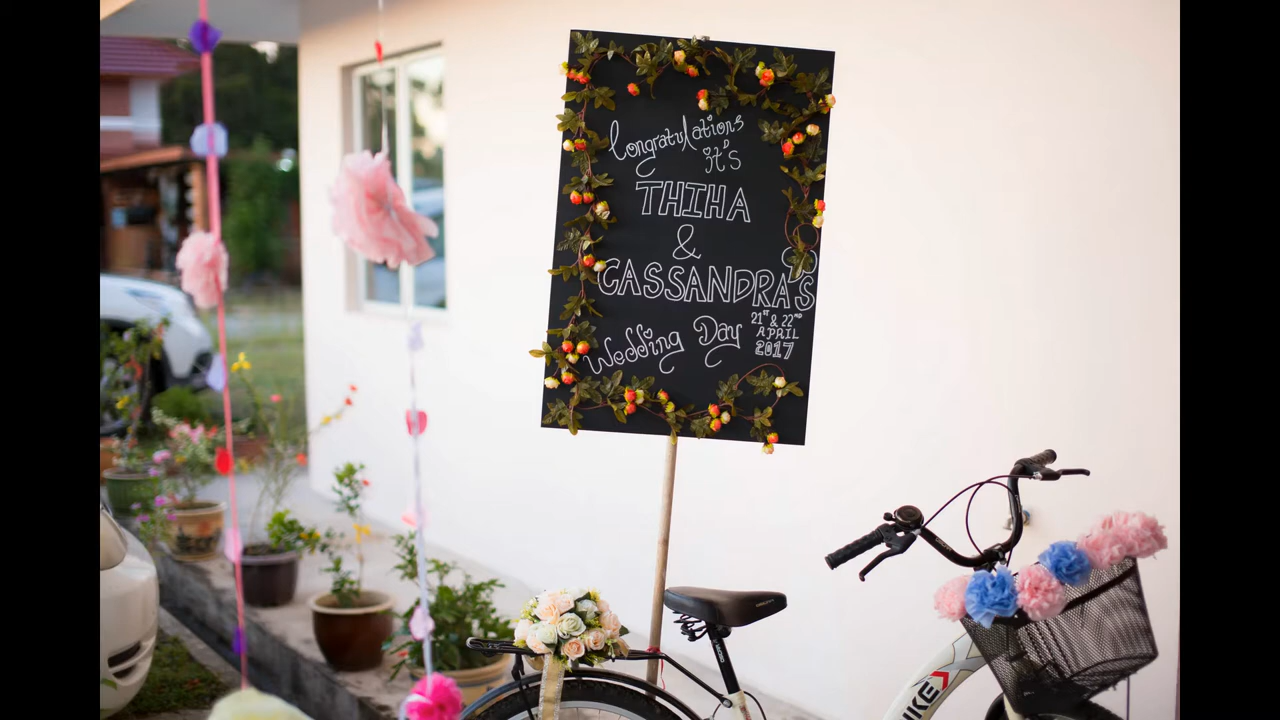 Congratulations
it's
THIHA
&
CASSANDRA'S
Wedding Day
21ST & 22ND
APRIL
2017